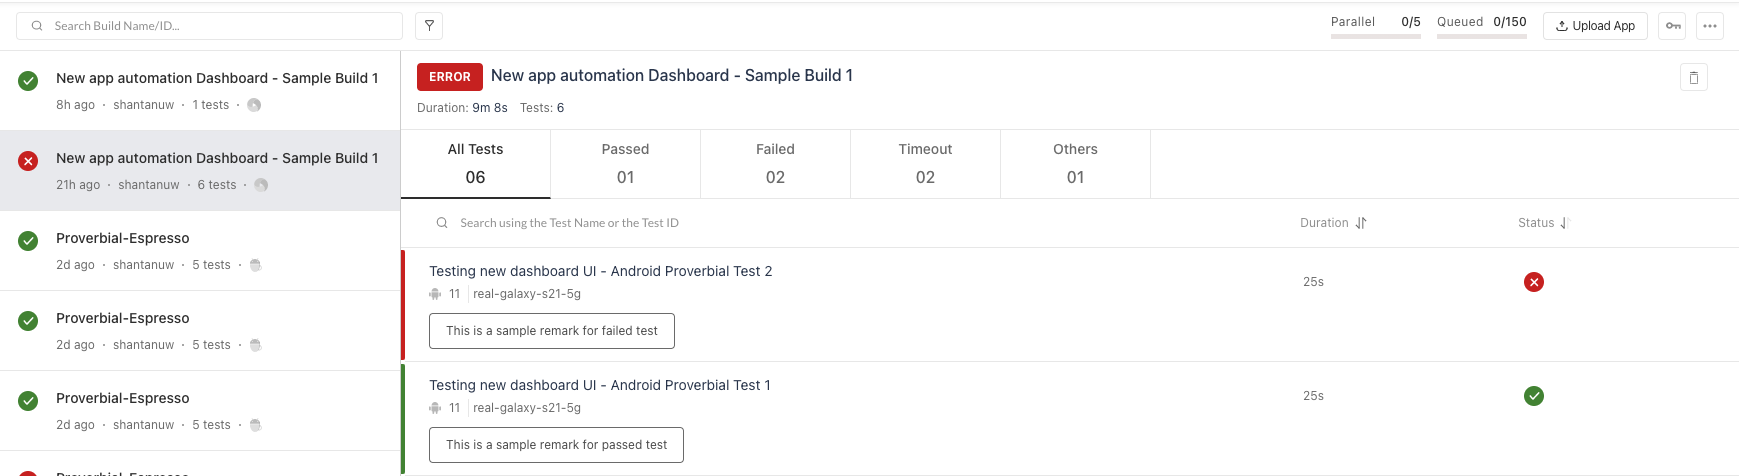 Search Build Name/ID...
Parallel 0/5 Queued 0/150 Upload App
New app automation Dashboard - Sample Build 1
8h ago · shantanuw · 1 tests ·
New app automation Dashboard - Sample Build 1
21h ago · shantanuw · 6 tests ·
Proverbial-Espresso
2d ago · shantanuw · 5 tests ·
Proverbial-Espresso
2d ago · shantanuw · 5 tests ·
Proverbial-Espresso
2d ago · shantanuw · 5 tests ·
ERROR New app automation Dashboard - Sample Build 1
Duration: 9m 8s Tests: 6
All Tests Passed Failed Timeout Others
06 01 02 02 01
Search using the Test Name or the Test ID Duration Status
Testing new dashboard UI - Android Proverbial Test 2
25s
11 real-galaxy-s21-5g
This is a sample remark for failed test
Testing new dashboard UI - Android Proverbial Test 1
25s
11 real-galaxy-s21-5g
This is a sample remark for passed test